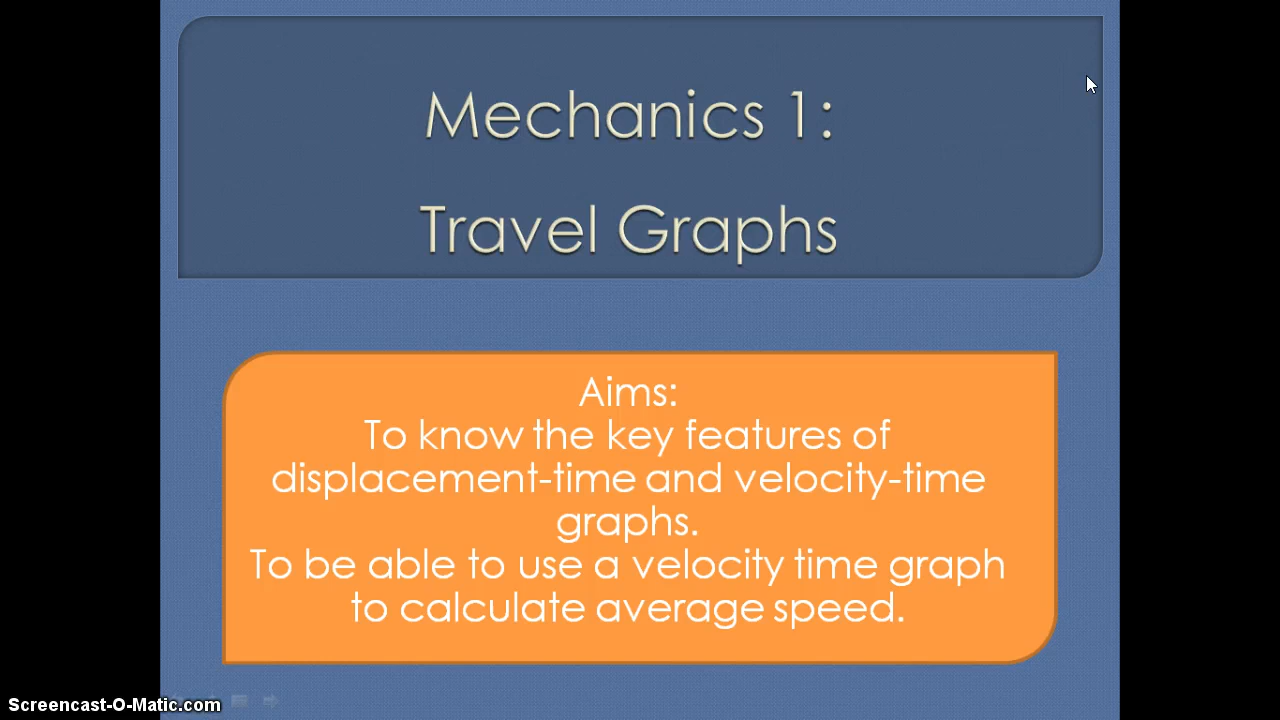 Mechanics 1:
Travel Graphs
Aims:
To know the key features of
displacement-time and velocity-time
graphs.
To be able to use a velocity time graph
to calculate average speed.
Screencast-O-Matic.com